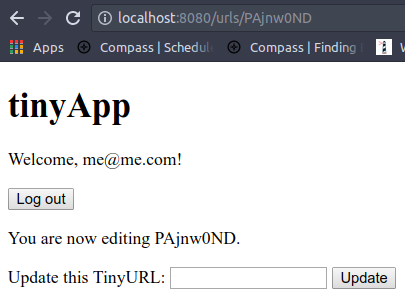 localhost:8080/urls/PAjnw0ND
Apps Compass | Schedul Compass | Finding W
tinyApp
Welcome, me@me.com!
Log out
You are now editing PAjnw0ND.
Update this TinyURL: Update